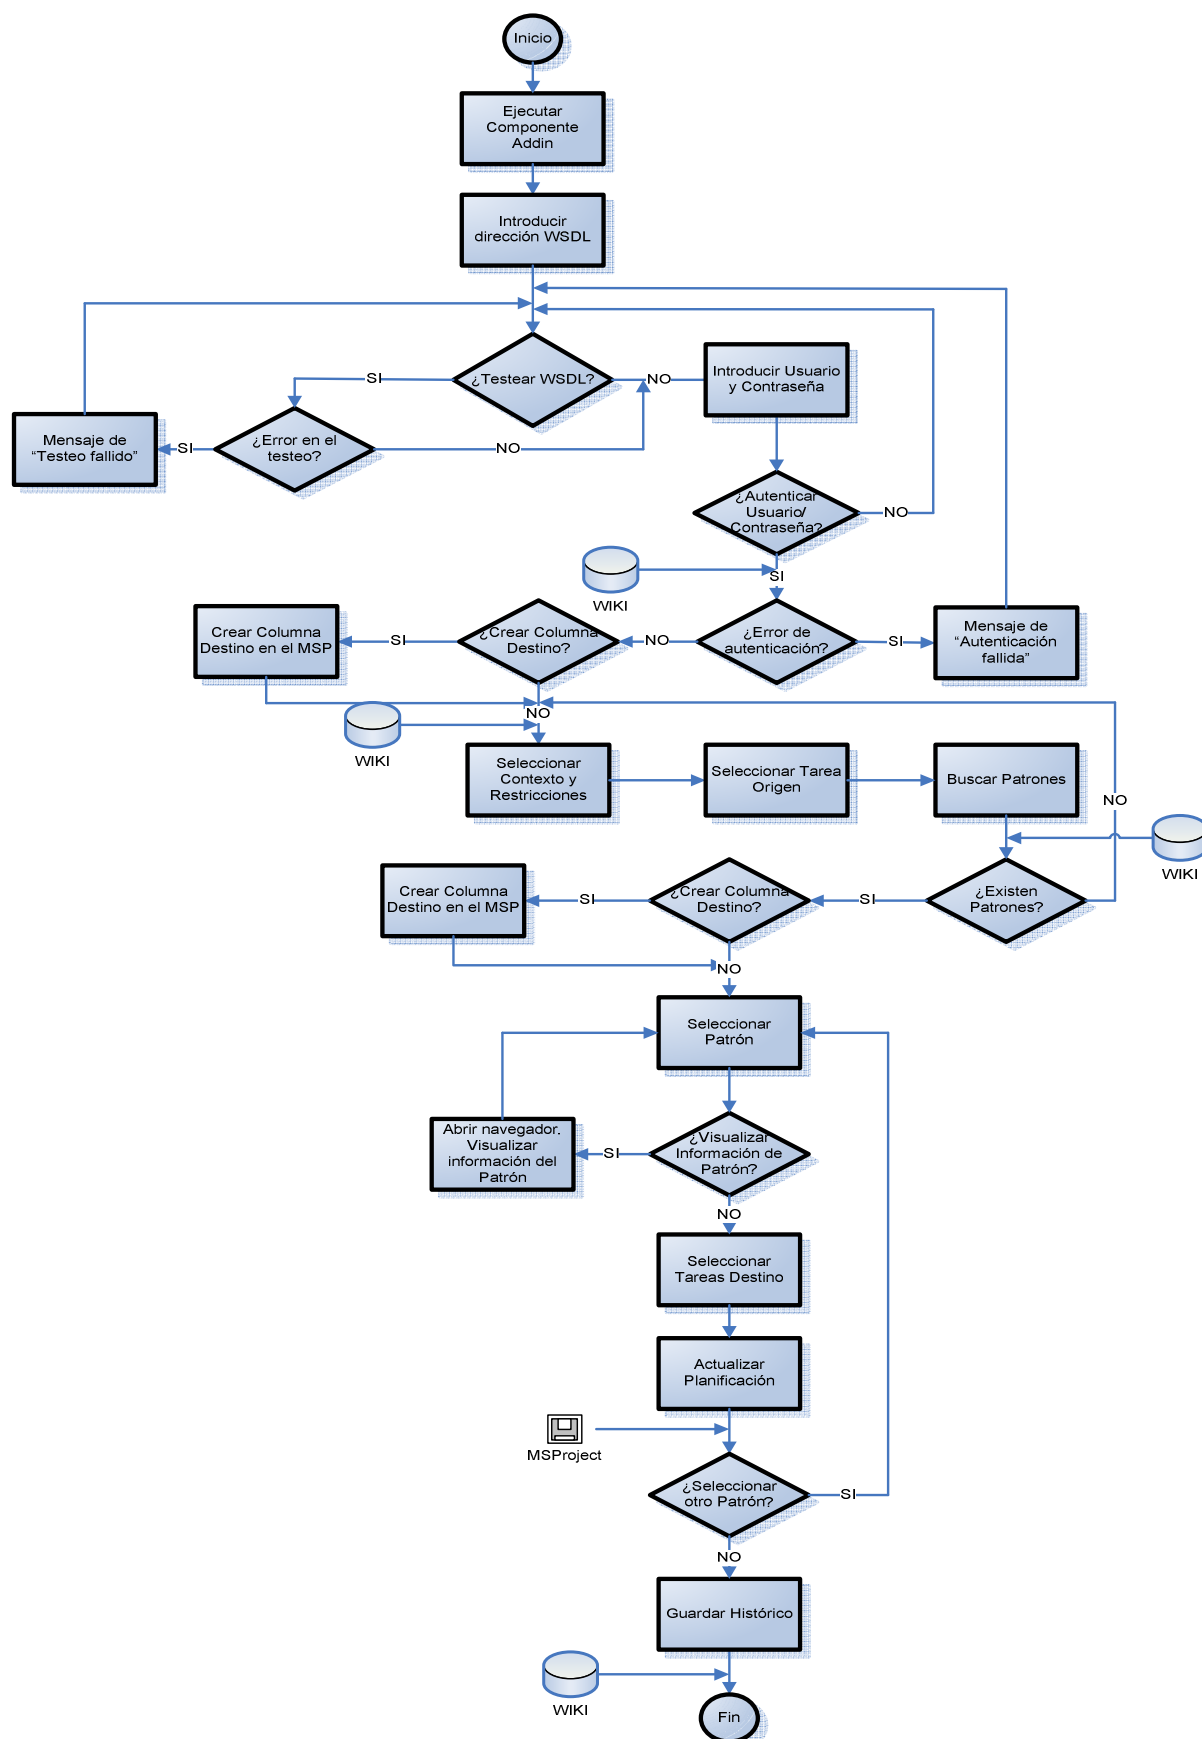 Inicio
Ejecutar
Componente
Addin
Introducir
dirección WSDL
¿Testear WSDL?
SI
NO
Introducir Usuario
y Contraseña
Mensaje de
“Testeo fallido”
SI
¿Error en el
testeo?
NO
¿Autenticar
Usuario/
Contraseña?
NO
SI
WIKI
Crear Columna
Destino en el MSP
SI
¿Crear Columna
Destino?
NO
¿Error de
autenticación?
SI
Mensaje de
“Autenticación
fallida”
NO
WIKI
Seleccionar
Contexto y
Restricciones
Seleccionar Tarea
Origen
Buscar Patrones
NO
WIKI
Crear Columna
Destino en el MSP
SI
¿Crear Columna
Destino?
SI
¿Existen
Patrones?
NO
Seleccionar
Patrón
Abrir navegador.
Visualizar
información del
Patrón
SI
¿Visualizar
Información de
Patrón?
NO
Seleccionar
Tareas Destino
Actualizar
Planificación
MSProject
¿Seleccionar
otro Patrón?
SI
NO
Guardar Histórico
WIKI
Fin